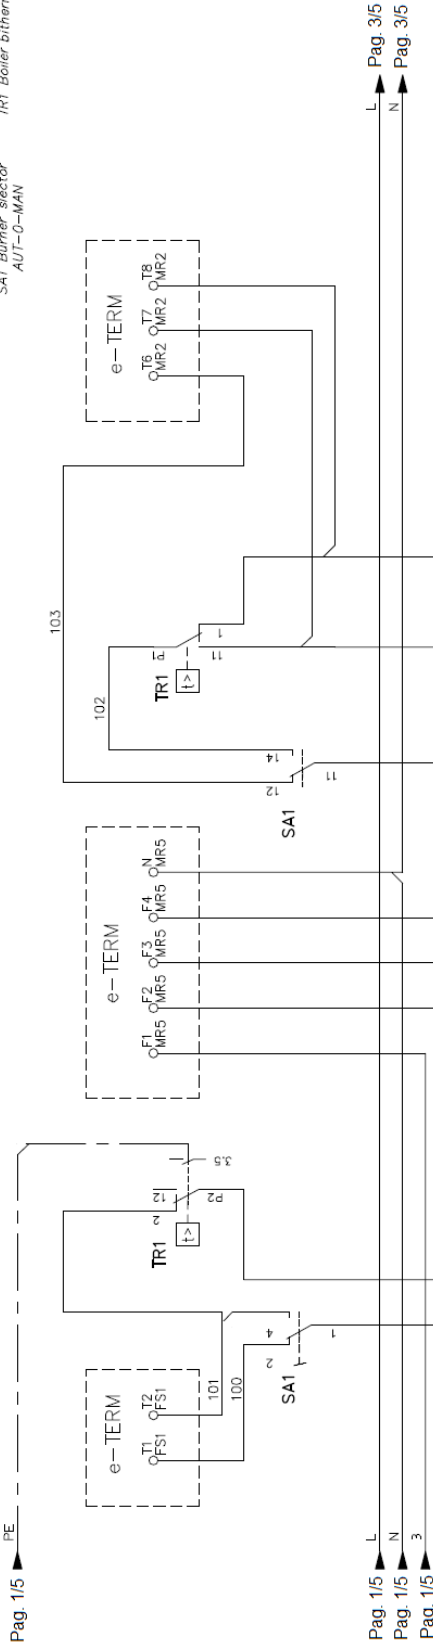 SA1 Burner slector
AUT-O-MAN
TR1 Boiler
Pag. 1/5
PE
e-TERM
T1
FS1
T2
FS1
101
100
TR1
t>
2
12
P2
3.5
SA1
2
4
1
e-TERM
F1
MR5
F2
MR5
F3
MR5
F4
MR5
N
MR5
103
102
SA1
12
14
11
TR1
t>
P1
11
1
e-TERM
T6
MR2
T7
MR2
T8
MR2
Pag. 1/5
L
L
Pag. 3/5
Pag. 1/5
N
N
Pag. 3/5
Pag. 1/5
3